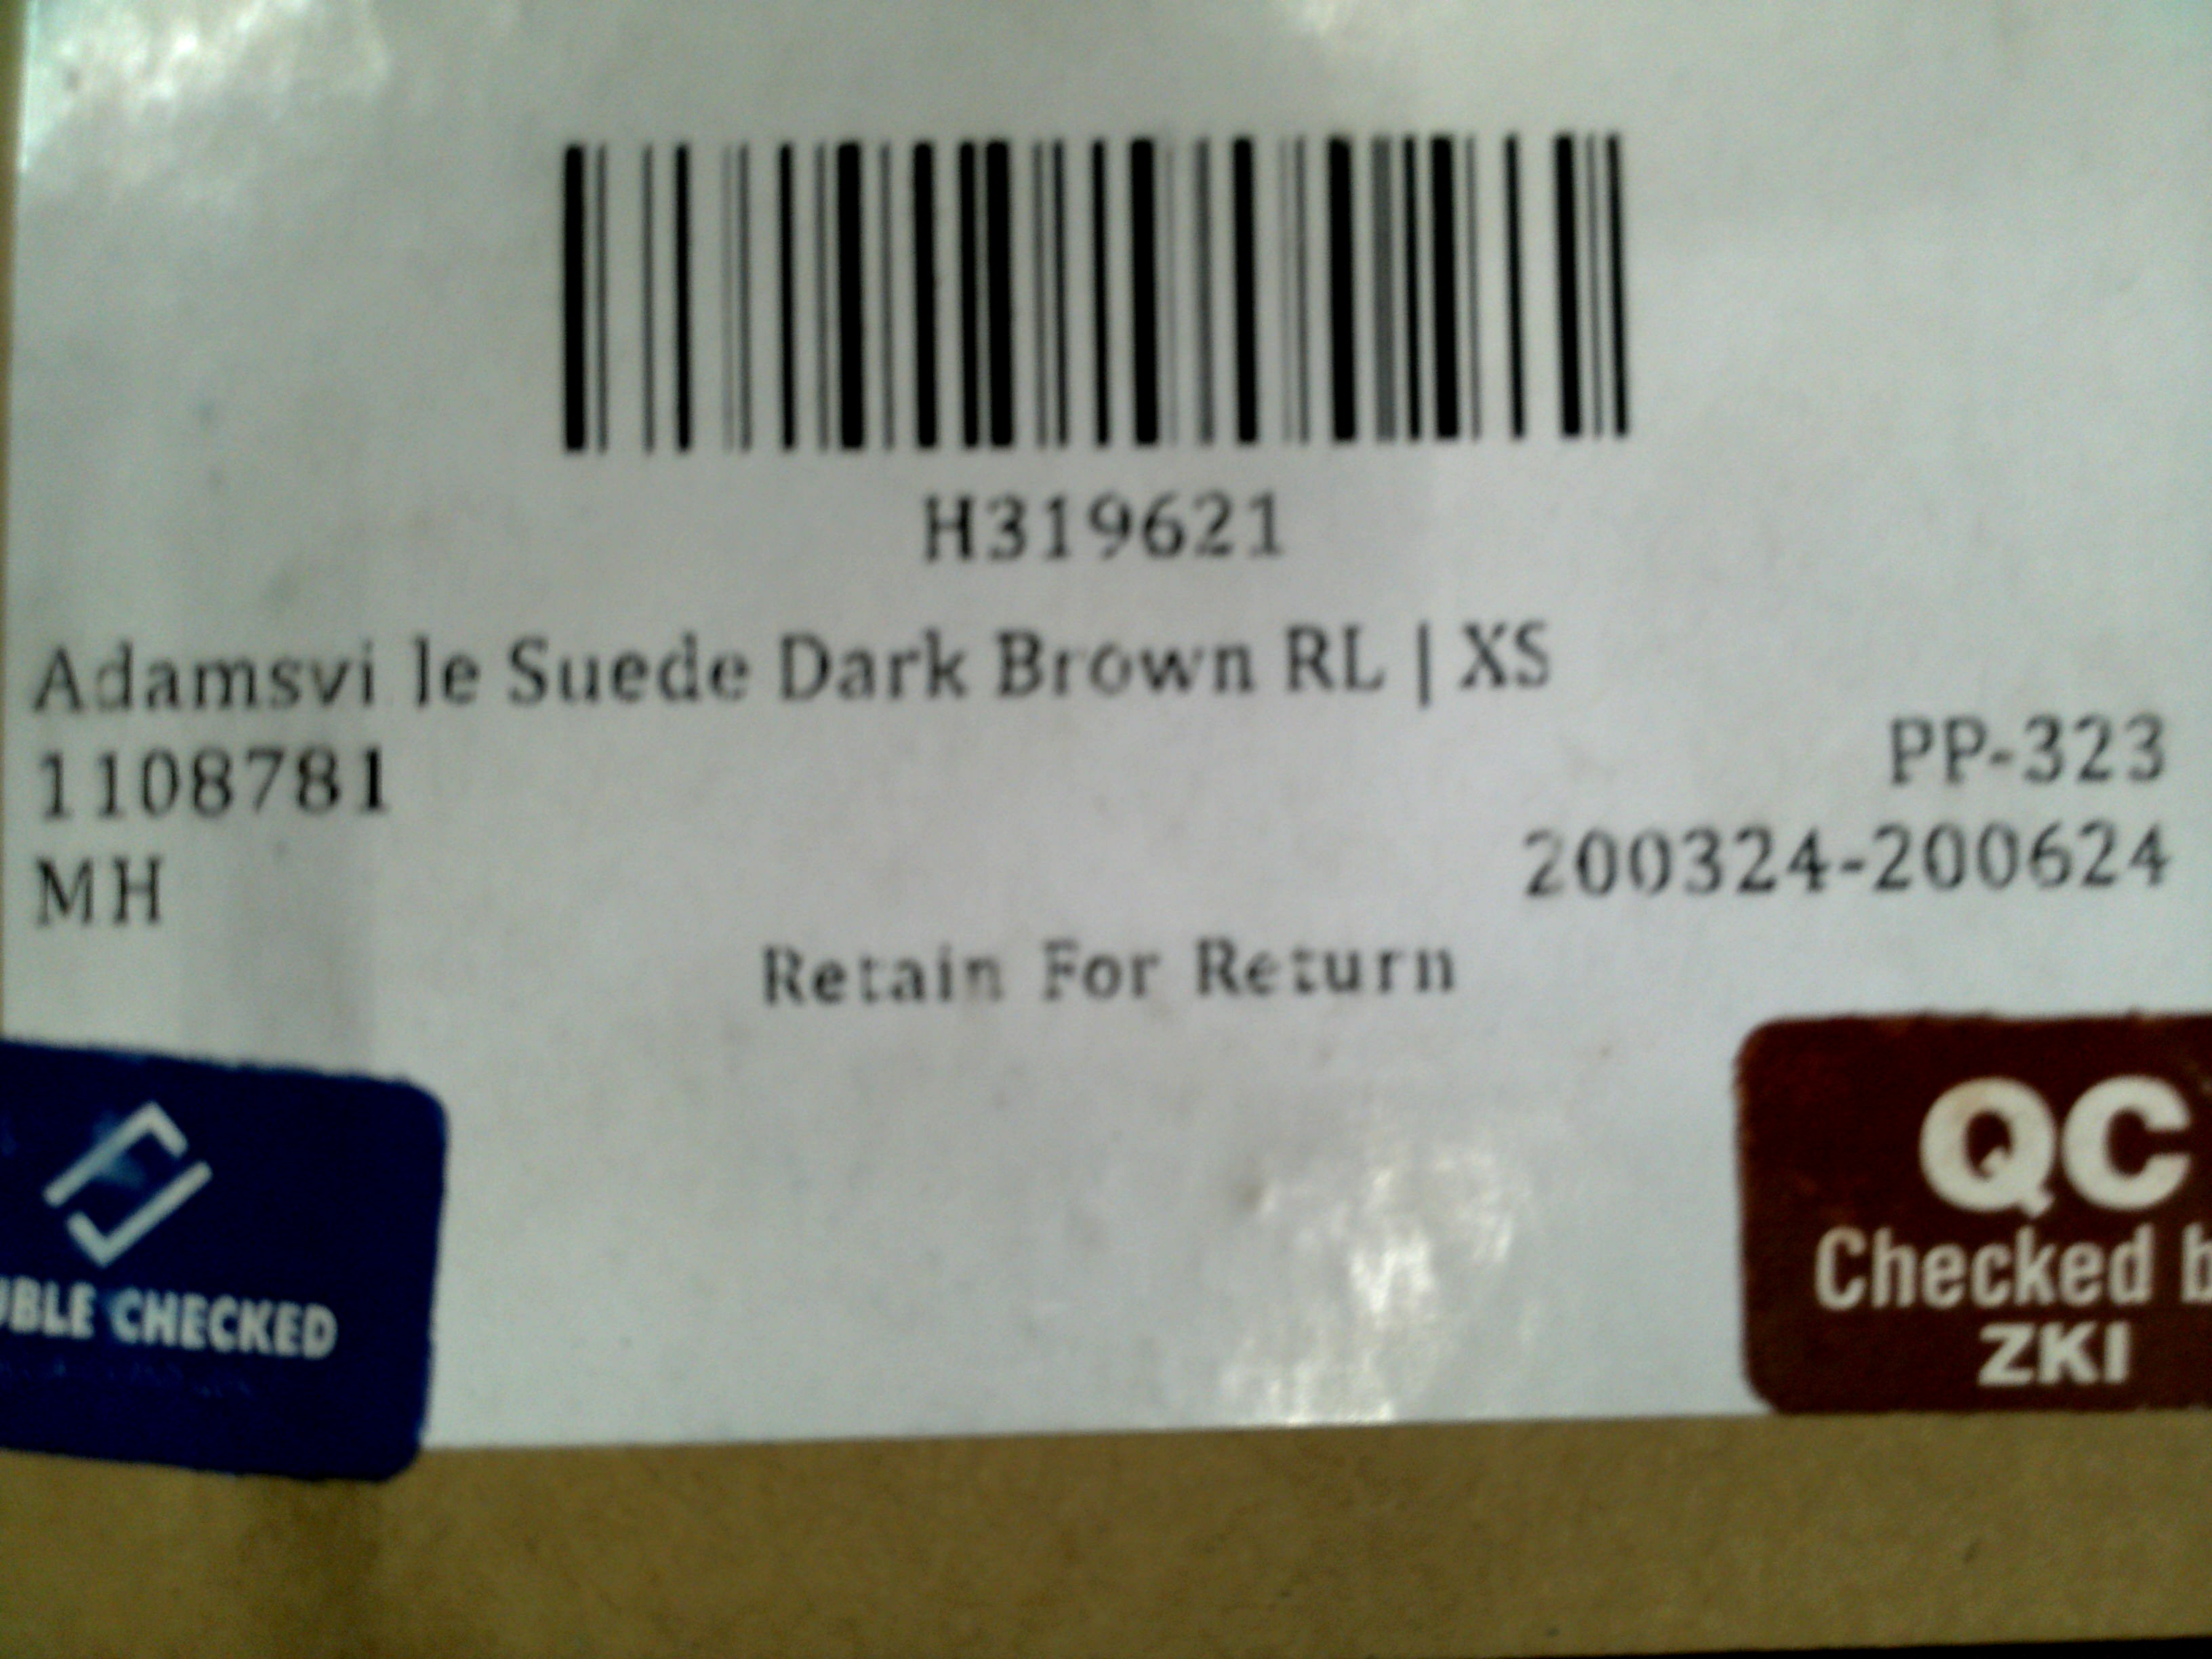 H319621
Adamsvi le Suede Dark Brown RL | XS
1108781
PP-323
MH
200324-200624
Retain For Return
UBLE CHECKED
QC
Checked b
ZKI